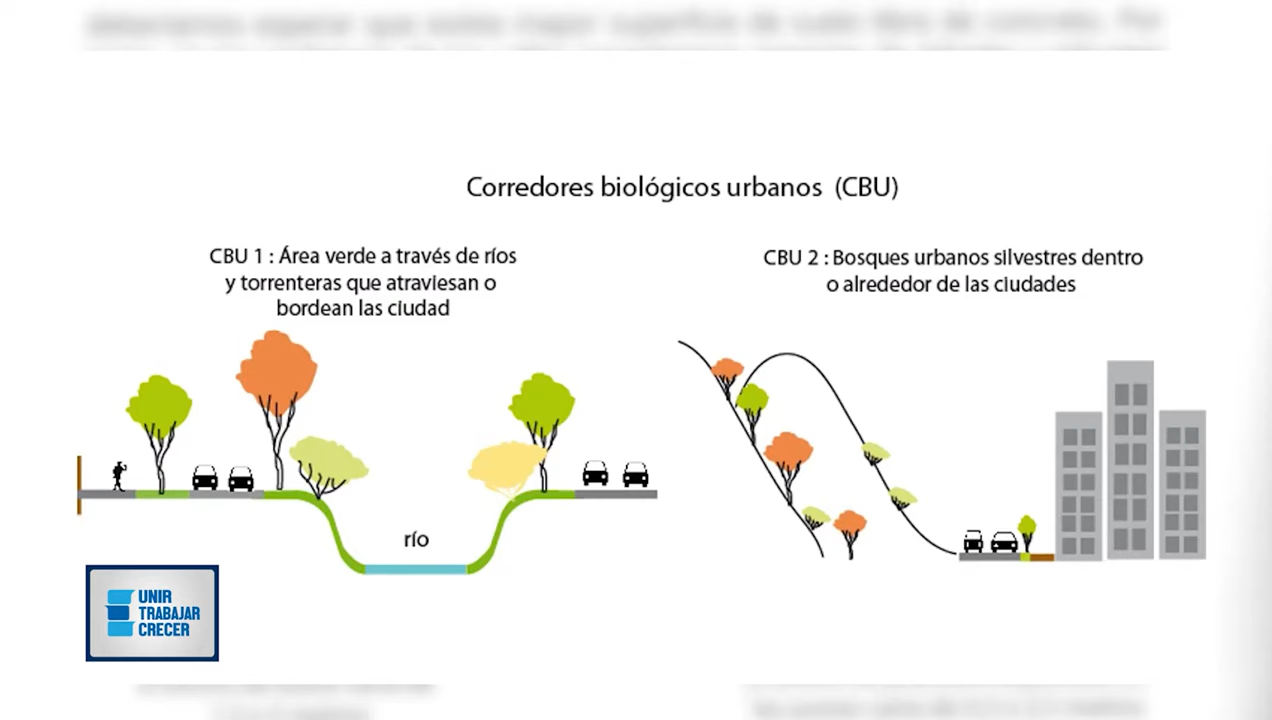 Corredores biológicos urbanos (CBU)
CBU 1 : Área verde a través de ríos
y torrenteras que atraviesan o
bordean las ciudad
CBU 2 : Bosques urbanos silvestres dentro
o alrededor de las ciudades
río
UNIR
TRABAJAR
CRECER